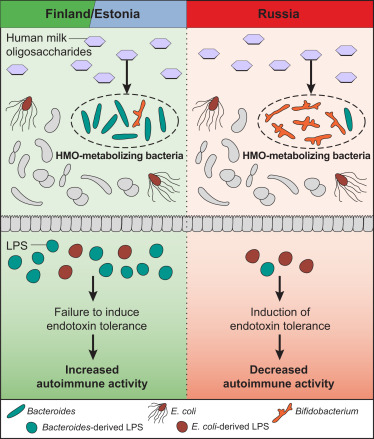 Finland/Estonia
Russia
Human milk
oligosaccharides
HMO-metabolizing bacteria
HMO-metabolizing bacteria
LPS
Failure to induce
endotoxin tolerance
Induction of
endotoxin tolerance
Increased
autoimmune activity
Decreased
autoimmune activity
Bacteroides
E. coli
Bifidobacterium
Bacteroides-derived LPS
E. coli-derived LPS